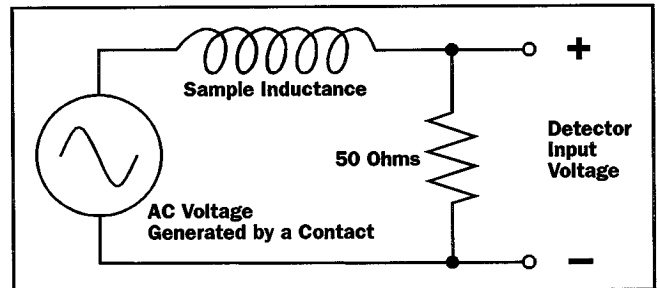 Sample Inductance
+
50 Ohms
Detector
Input
Voltage
AC Voltage
Generated by a Contact
−